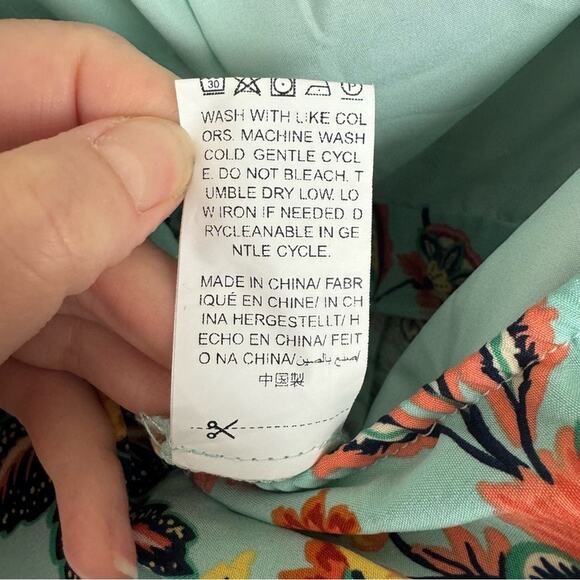 30 P
WASH WITH LIKE COL
ORS. MACHINE WASH
COLD GENTLE CYCL
E. DO NOT BLEACH. T
UMBLE DRY LOW. LO
W IRON IF NEEDED. D
RYCLEANABLE IN GE
NTLE CYCLE.
MADE IN CHINA/ FABR
IQUÉ EN CHINE/ IN CH
INA HERGESTELLT/ H
ECHO EN CHINA/ FEIT
O NA CHINA/صنع بالصين/
中国製